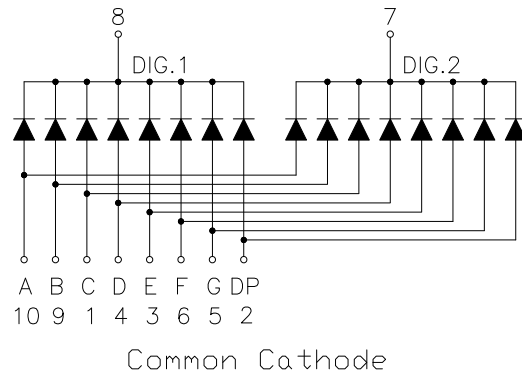 8 7
DIG.1 DIG.2
A B C D E F G DP
10 9 1 4 3 6 5 2
Common Cathode